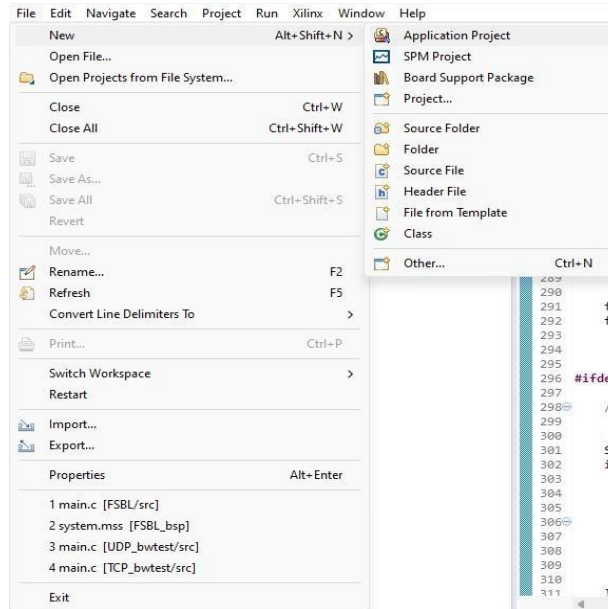 File Edit Navigate Search Project Run Xilinx Window Help
New Alt+Shift+N >
Open File...
Open Projects from File System...
Close Ctrl+W
Close All Ctrl+Shift+W
Save Ctrl+S
Save As...
Save All Ctrl+Shift+S
Revert
Move...
Rename... F2
Refresh F5
Convert Line Delimiters To >
Print... Ctrl+P
Switch Workspace >
Restart
Import...
Export...
Properties Alt+Enter
1 main.c [FSBL/src]
2 system.mss [FSBL_bsp]
3 main.c [UDP_bwtest/src]
4 main.c [TCP_bwtest/src]
Exit
Application Project
SPM Project
Board Support Package
Project...
Source Folder
Folder
Source File
Header File
File from Template
Class
Other... Ctrl+N
289
290
291
292
293
294
295
296 #ifde
297
298
299
300
301
302
303
304
305
306
307
308
309
310
311